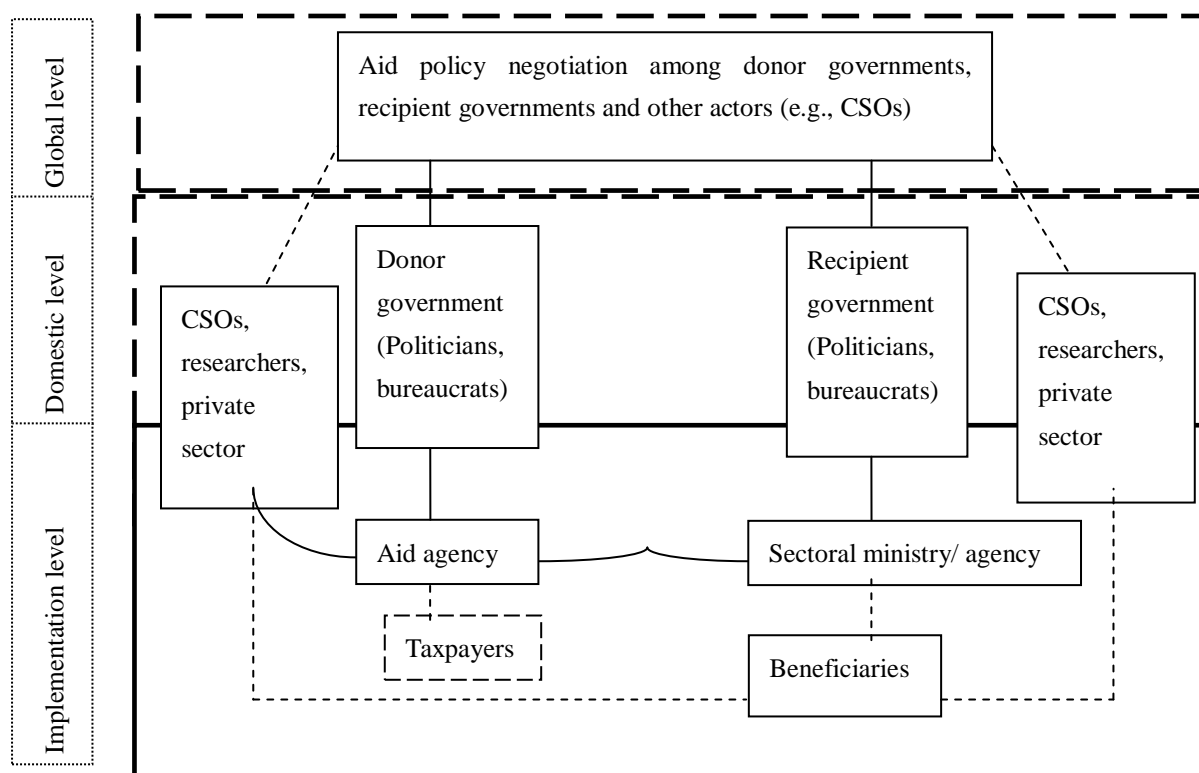 Global level
Aid policy negotiation among donor governments,
recipient governments and other actors (e.g., CSOs)
Domestic level
CSOs,
researchers,
private
sector
Donor
government
(Politicians,
bureaucrats)
Recipient
government
(Politicians,
bureaucrats)
CSOs,
researchers,
private
sector
Implementation level
Aid agency
Sectoral ministry/ agency
Taxpayers
Beneficiaries